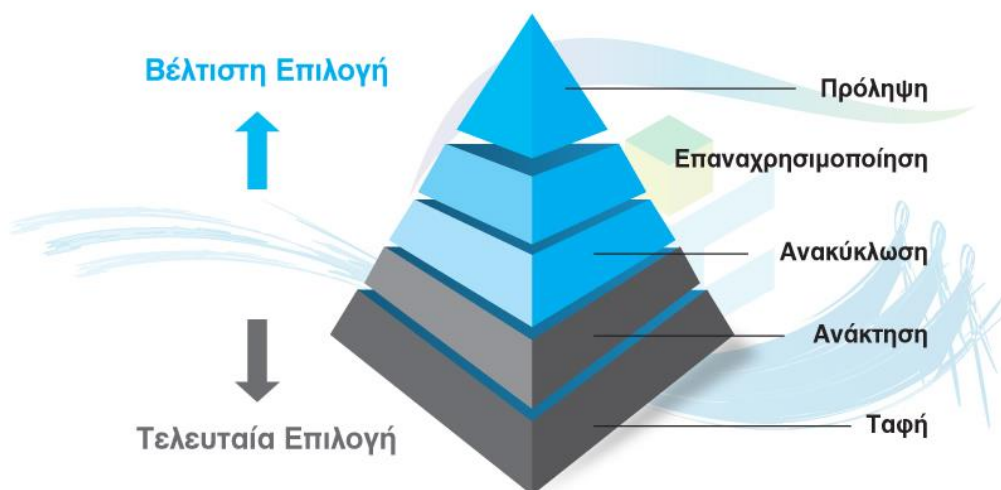 Βέλτιστη Επιλογή
Πρόληψη
Επαναχρησιμοποίηση
Ανακύκλωση
Ανάκτηση
Ταφή
Τελευταία Επιλογή